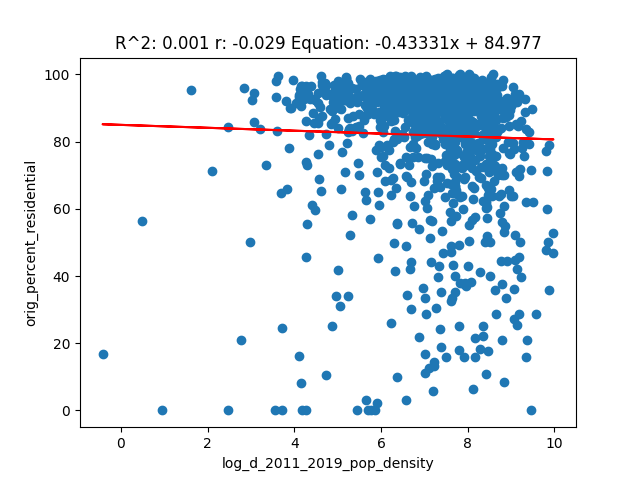 R^2: 0.001 r: -0.029 Equation: -0.43331x + 84.977
100
80
60
40
20
0
orig_percent_residential
0 2 4 6 8 10
log_d_2011_2019_pop_density